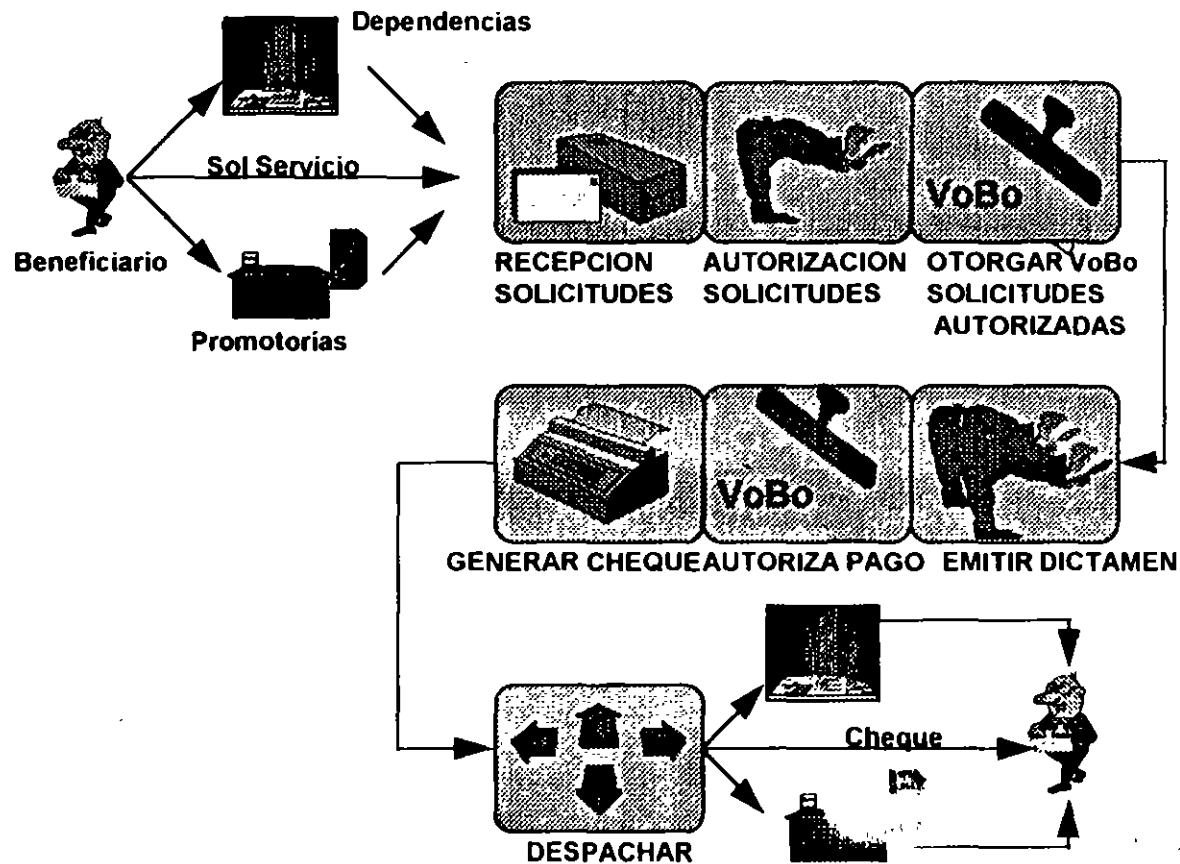 Dependencias
Sol Servicio
Beneficiario
Promotorías
VoBo
RECEPCION
SOLICITUDES
AUTORIZACION
SOLICITUDES
OTORGAR VoBo
SOLICITUDES
AUTORIZADAS
VoBo
GENERAR CHEQUE
AUTORIZA PAGO
EMITIR DICTAMEN
Cheque
DESPACHAR